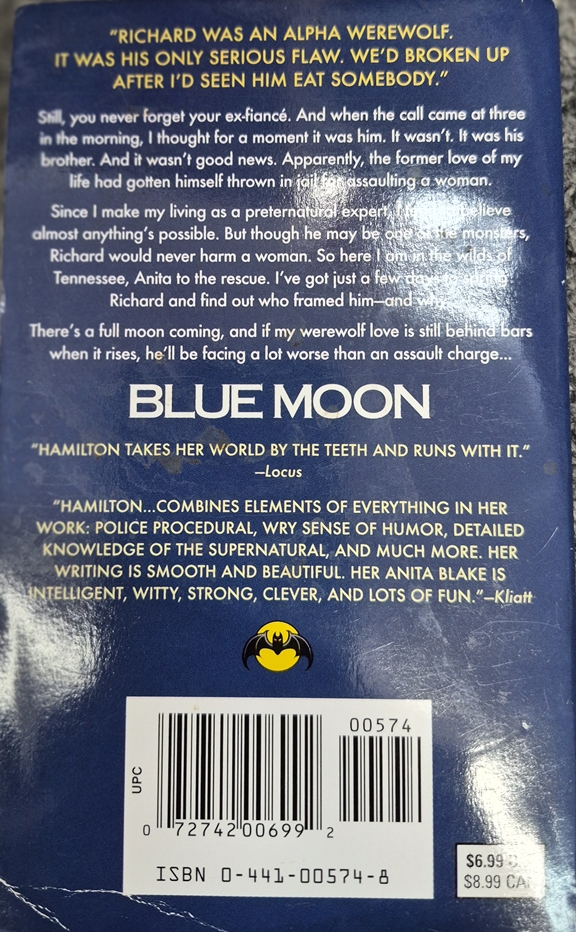 "RICHARD WAS AN ALPHA WEREWOLF.
IT WAS HIS ONLY SERIOUS FLAW. WE'D BROKEN UP
AFTER I'D SEEN HIM EAT SOMEBODY."
Still, you never forget your ex-fiancé. And when the call came at three
in the morning, I thought for a moment it was him. It wasn't. It was his
brother. And it wasn't good news. Apparently, the former love of my
life had gotten himself thrown in jail for assaulting a woman.
Since I make my living as a preternatural expert, believe
almost anything's possible. But though he may be one of the monsters,
Richard would never harm a woman. So here I am in the wilds of
Tennessee, Anita to the rescue. I've got just a few days
Richard and find out who framed him—and why.
There's a full moon coming, and if my werewolf love is still behind bars
when it rises, he'll be facing a lot worse than an assault charge...
BLUE MOON
"HAMILTON TAKES HER WORLD BY THE TEETH AND RUNS WITH IT."
—Locus
"HAMILTON...COMBINES ELEMENTS OF EVERYTHING IN HER
WORK: POLICE PROCEDURAL, WRY SENSE OF HUMOR, DETAILED
KNOWLEDGE OF THE SUPERNATURAL, AND MUCH MORE. HER
WRITING IS SMOOTH AND BEAUTIFUL. HER ANITA BLAKE IS
INTELLIGENT, WITTY, STRONG, CLEVER, AND LOTS OF FUN."—Kliatt
00574
UPC
0 72742 00699 2
ISBN 0-441-00574-8
$6.99
$8.99 CAN